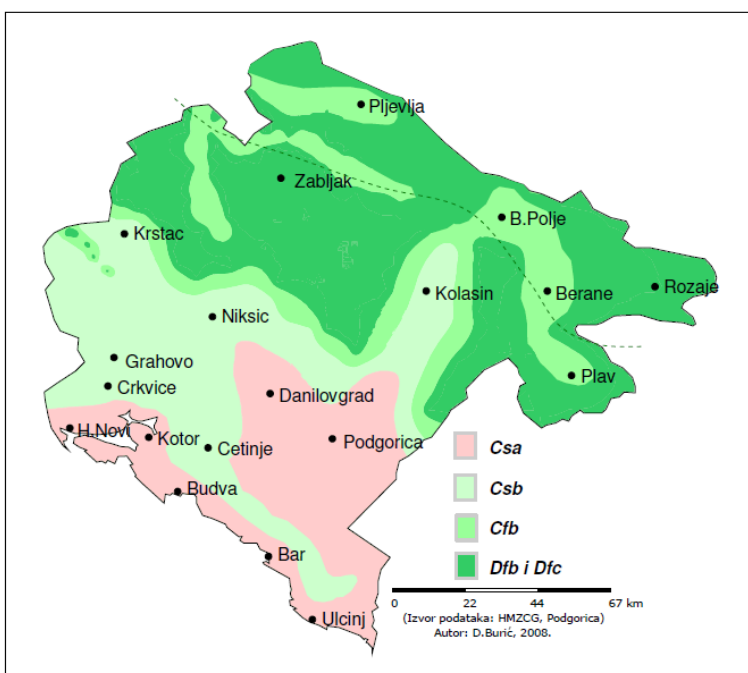 Pljevlja
Zabljak
B.Polje
Krstac
Kolasin
Berane
Rozaje
Niksic
Grahovo
Plav
Crkvice
Danilovgrad
H.Novi
Kotor
Cetinje
Podgorica
Budva
Bar
Ulcinj
Csa
Csb
Cfb
Dfb i Dfc
0 22 44 67 km
(Izvor podataka: HMZCG, Podgorica)
Autor: D.Burić, 2008.